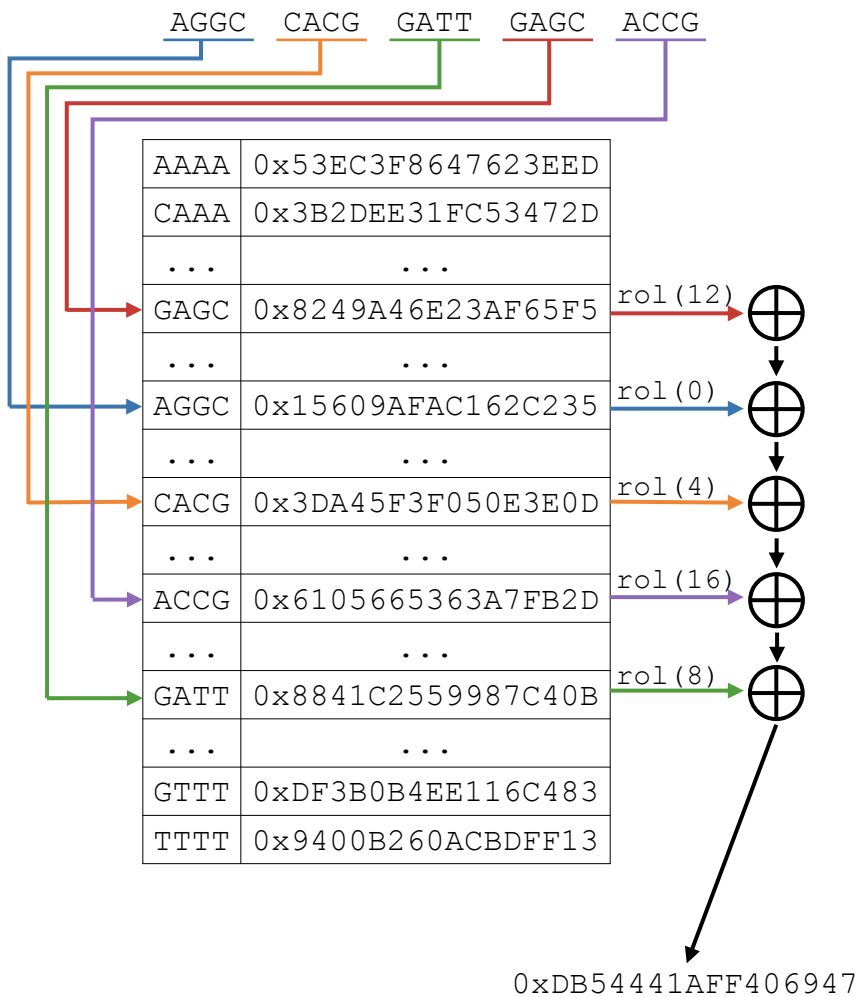 AGGC CACG GATT GAGC ACCG
AAAA 0x53EC3F8647623EED
CAAA 0x3B2DEE31FC53472D
... ...
GAGC 0x8249A46E23AF65F5 rol(12)
... ...
AGGC 0x15609AFAC162C235 rol(0)
... ...
CACG 0x3DA45F3F050E3E0D rol(4)
... ...
ACCG 0x6105665363A7FB2D rol(16)
... ...
GATT 0x8841C2559987C40B rol(8)
... ...
GTTT 0xDF3B0B4EE116C483
TTTT 0x9400B260ACBDFF13
0xDB54441AFF406947